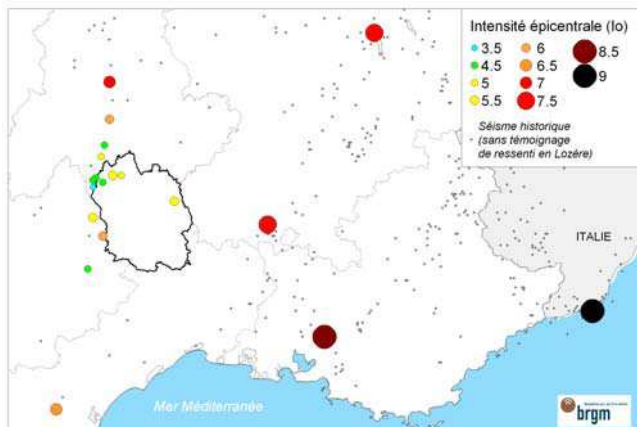 Intensité épicentrale (Io)
3.5
4.5
5
5.5
6
6.5
7
7.5
8.5
9
Séisme historique
(sans témoignage
de ressenti en Lozère)
ITALIE
Mer Méditerranée
brgm